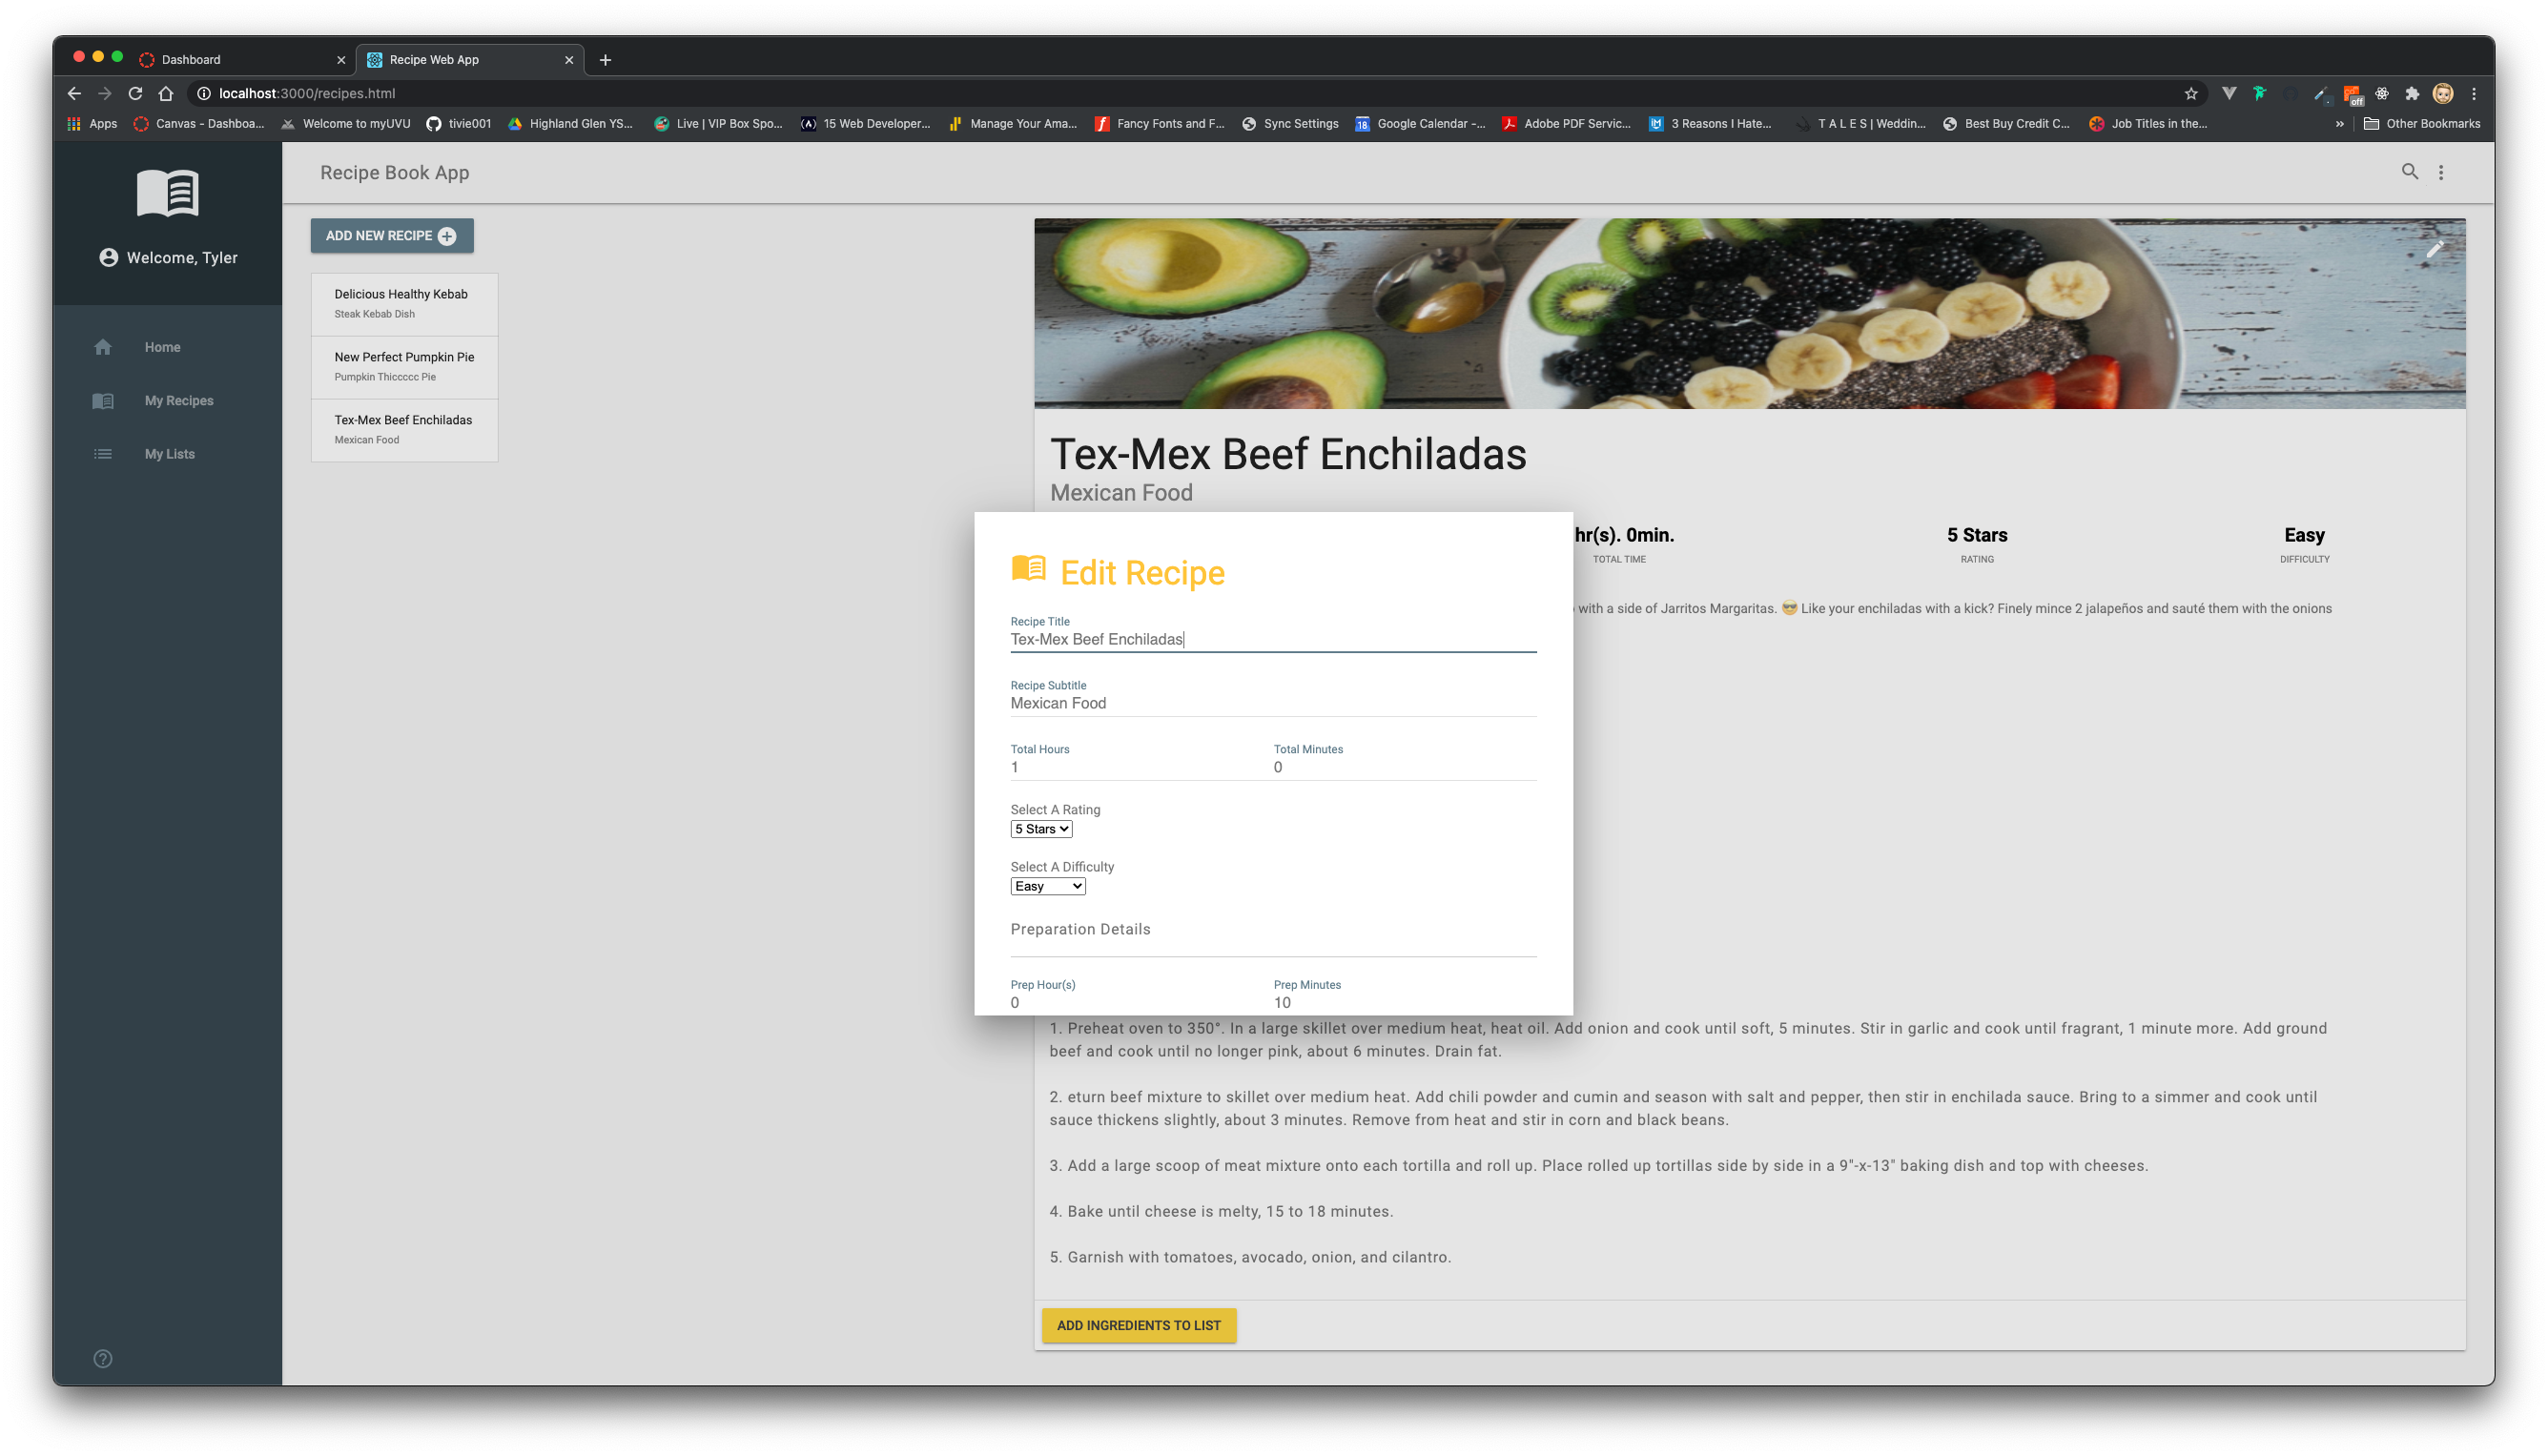 Dashboard
Recipe Web App
localhost:3000/recipes.html
off
Apps
Canvas - Dashboa...
Welcome to myUVU
tivie001
Highland Glen YS...
Live | VIP Box Spo...
15 Web Developer...
Manage Your Ama...
Fancy Fonts and F...
Sync Settings
18
Google Calendar -...
Adobe PDF Servic...
3 Reasons I Hate...
T A L E S | Weddin...
Best Buy Credit C...
Job Titles in the...
»
Other Bookmarks
Welcome, Tyler
Home
My Recipes
My Lists
Recipe Book App
ADD NEW RECIPE
Delicious Healthy Kebab
Steak Kebab Dish
New Perfect Pumpkin Pie
Pumpkin Thiccccc Pie
Tex-Mex Beef Enchiladas
Mexican Food
Tex-Mex Beef Enchiladas
Mexican Food
hr(s). 0min.
TOTAL TIME
5 Stars
RATING
Easy
DIFFICULTY
with a side of Jarritos Margaritas. 😎 Like your enchiladas with a kick? Finely mince 2 jalapeños and sauté them with the onions
Edit Recipe
Recipe Title
Tex-Mex Beef Enchiladas
Recipe Subtitle
Mexican Food
Total Hours
1
Total Minutes
0
Select A Rating
5 Stars
Select A Difficulty
Easy
Preparation Details
Prep Hour(s)
0
Prep Minutes
10
1. Preheat oven to 350°. In a large skillet over medium heat, heat oil. Add onion and cook until soft, 5 minutes. Stir in garlic and cook until fragrant, 1 minute more. Add ground
beef and cook until no longer pink, about 6 minutes. Drain fat.
2. eturn beef mixture to skillet over medium heat. Add chili powder and cumin and season with salt and pepper, then stir in enchilada sauce. Bring to a simmer and cook until
sauce thickens slightly, about 3 minutes. Remove from heat and stir in corn and black beans.
3. Add a large scoop of meat mixture onto each tortilla and roll up. Place rolled up tortillas side by side in a 9"-x-13" baking dish and top with cheeses.
4. Bake until cheese is melty, 15 to 18 minutes.
5. Garnish with tomatoes, avocado, onion, and cilantro.
ADD INGREDIENTS TO LIST